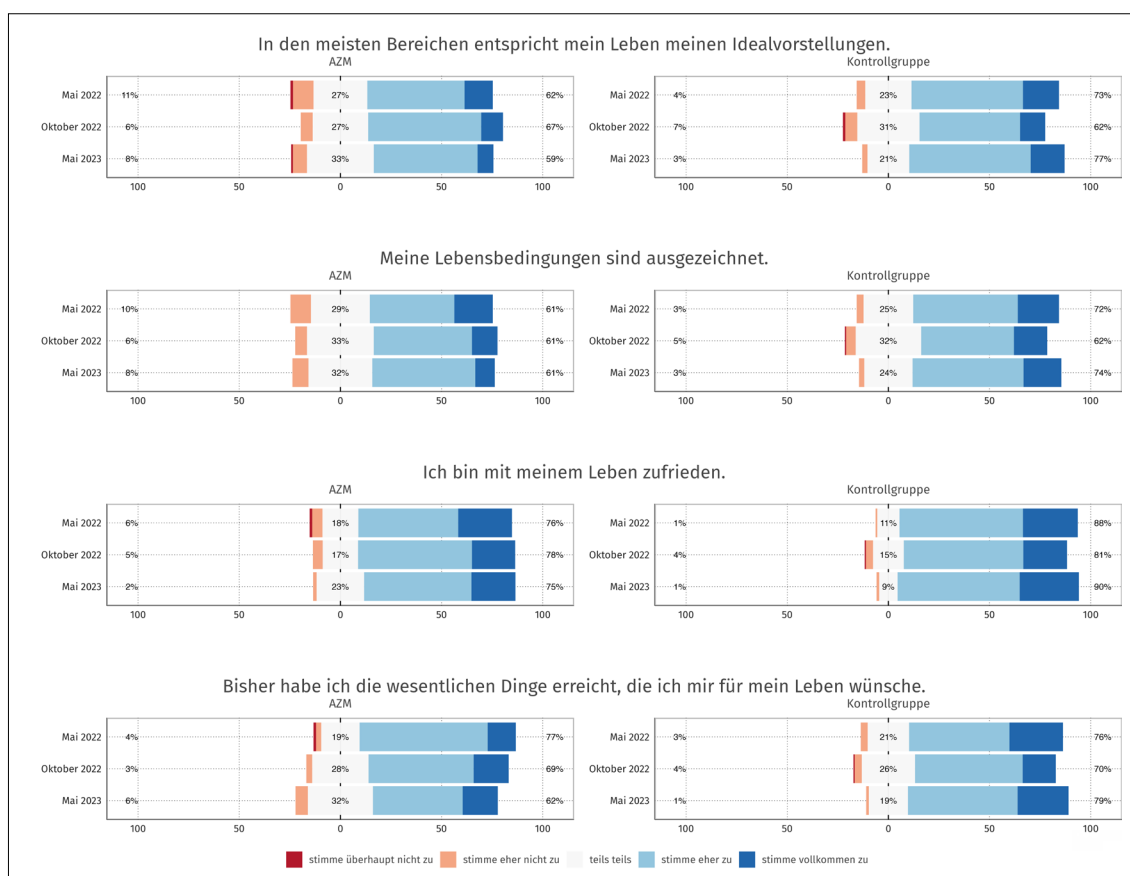 In den meisten Bereichen entspricht mein Leben meinen Idealvorstellungen.
AZM Kontrollgruppe
Mai 2022 11% 27% 62% 4% 23% 73%
Oktober 2022 6% 27% 67% 7% 31% 62%
Mai 2023 8% 33% 59% 3% 21% 77%
100 50 0 50 100 100 50 0 50 100
Meine Lebensbedingungen sind ausgezeichnet.
AZM Kontrollgruppe
Mai 2022 10% 29% 61% Mai 2022 3% 25% 72%
Oktober 2022 6% 33% 61% Oktober 2022 5% 32% 62%
Mai 2023 8% 32% 61% Mai 2023 3% 24% 74%
100 50 0 50 100 100 50 0 50 100
Ich bin mit meinem Leben zufrieden.
AZM Kontrollgruppe
Mai 2022 6% 18% 76% Mai 2022 1% 11% 88%
Oktober 2022 5% 17% 78% Oktober 2022 4% 15% 81%
Mai 2023 2% 23% 75% Mai 2023 1% 9% 90%
100 50 0 50 100 100 50 0 50 100
Bisher habe ich die wesentlichen Dinge erreicht, die ich mir für mein Leben wünsche.
AZM Kontrollgruppe
Mai 2022 4% 19% 77% Mai 2022 3% 21% 76%
Oktober 2022 3% 28% 69% Oktober 2022 4% 26% 70%
Mai 2023 6% 32% 62% Mai 2023 1% 19% 79%
100 50 0 50 100 100 50 0 50 100
stimme überhaupt nicht zu stimme eher nicht zu teils teils stimme eher zu stimme vollkommen zu